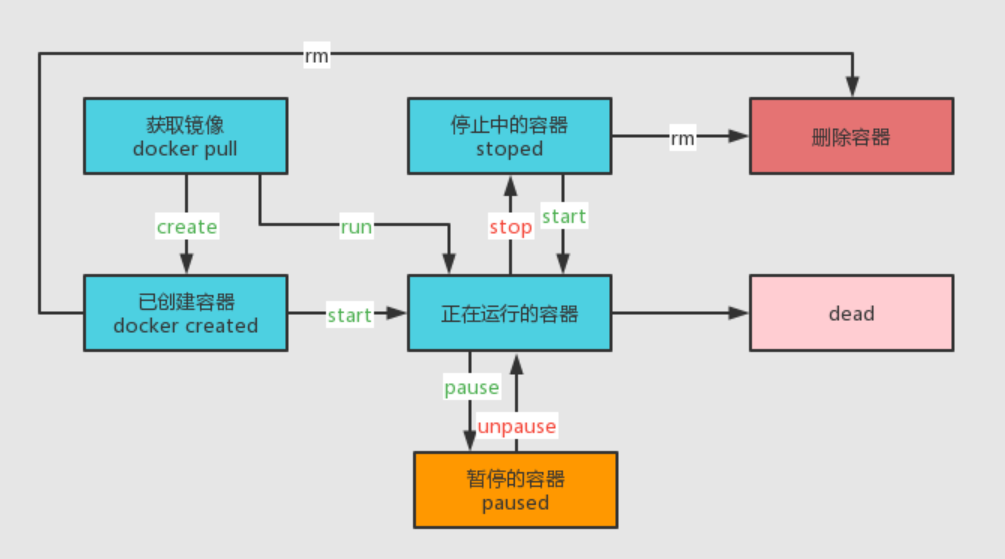 rm
获取镜像
docker pull
停止中的容器
stoped
rm
删除容器
create
run
stop
start
已创建容器
docker created
start
正在运行的容器
dead
pause
unpause
暂停的容器
paused